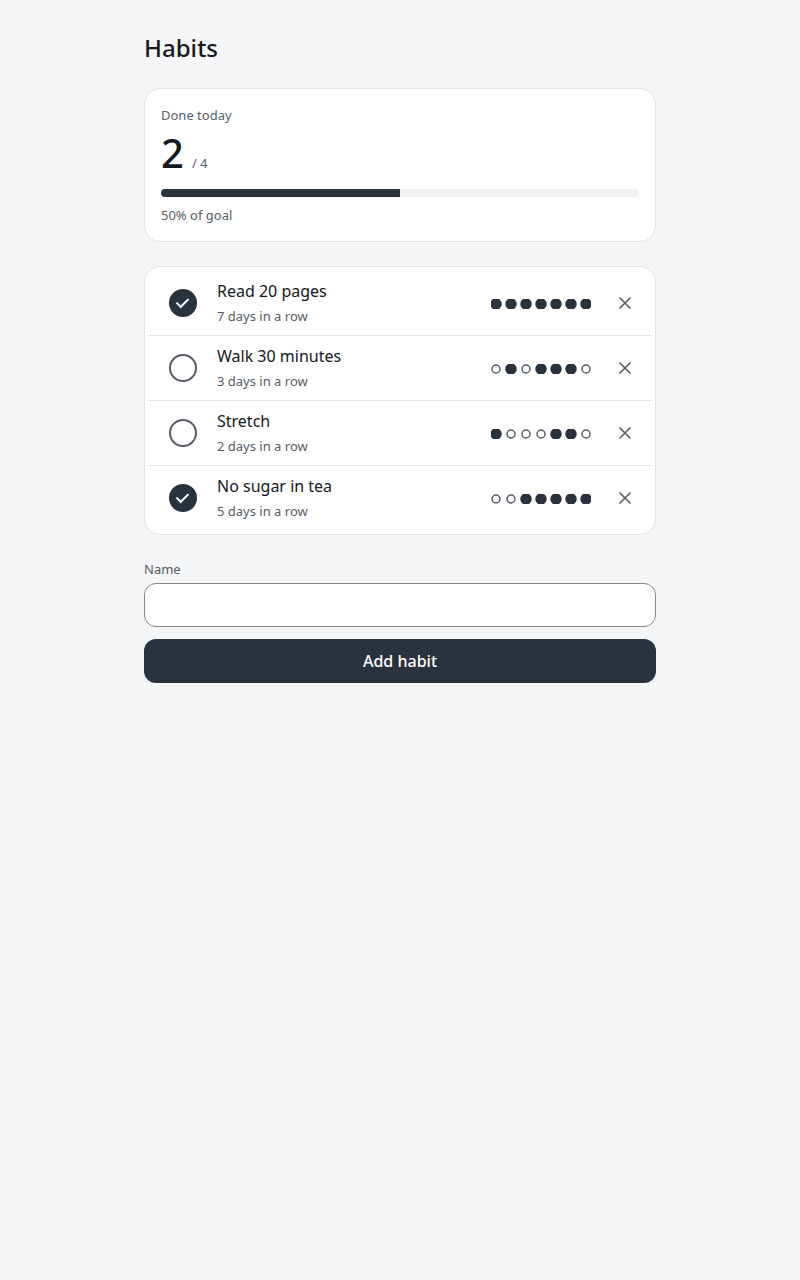 Habits
Done today
2 / 4
50% of goal
Read 20 pages
7 days in a row
Walk 30 minutes
3 days in a row
Stretch
2 days in a row
No sugar in tea
5 days in a row
Name
Add habit